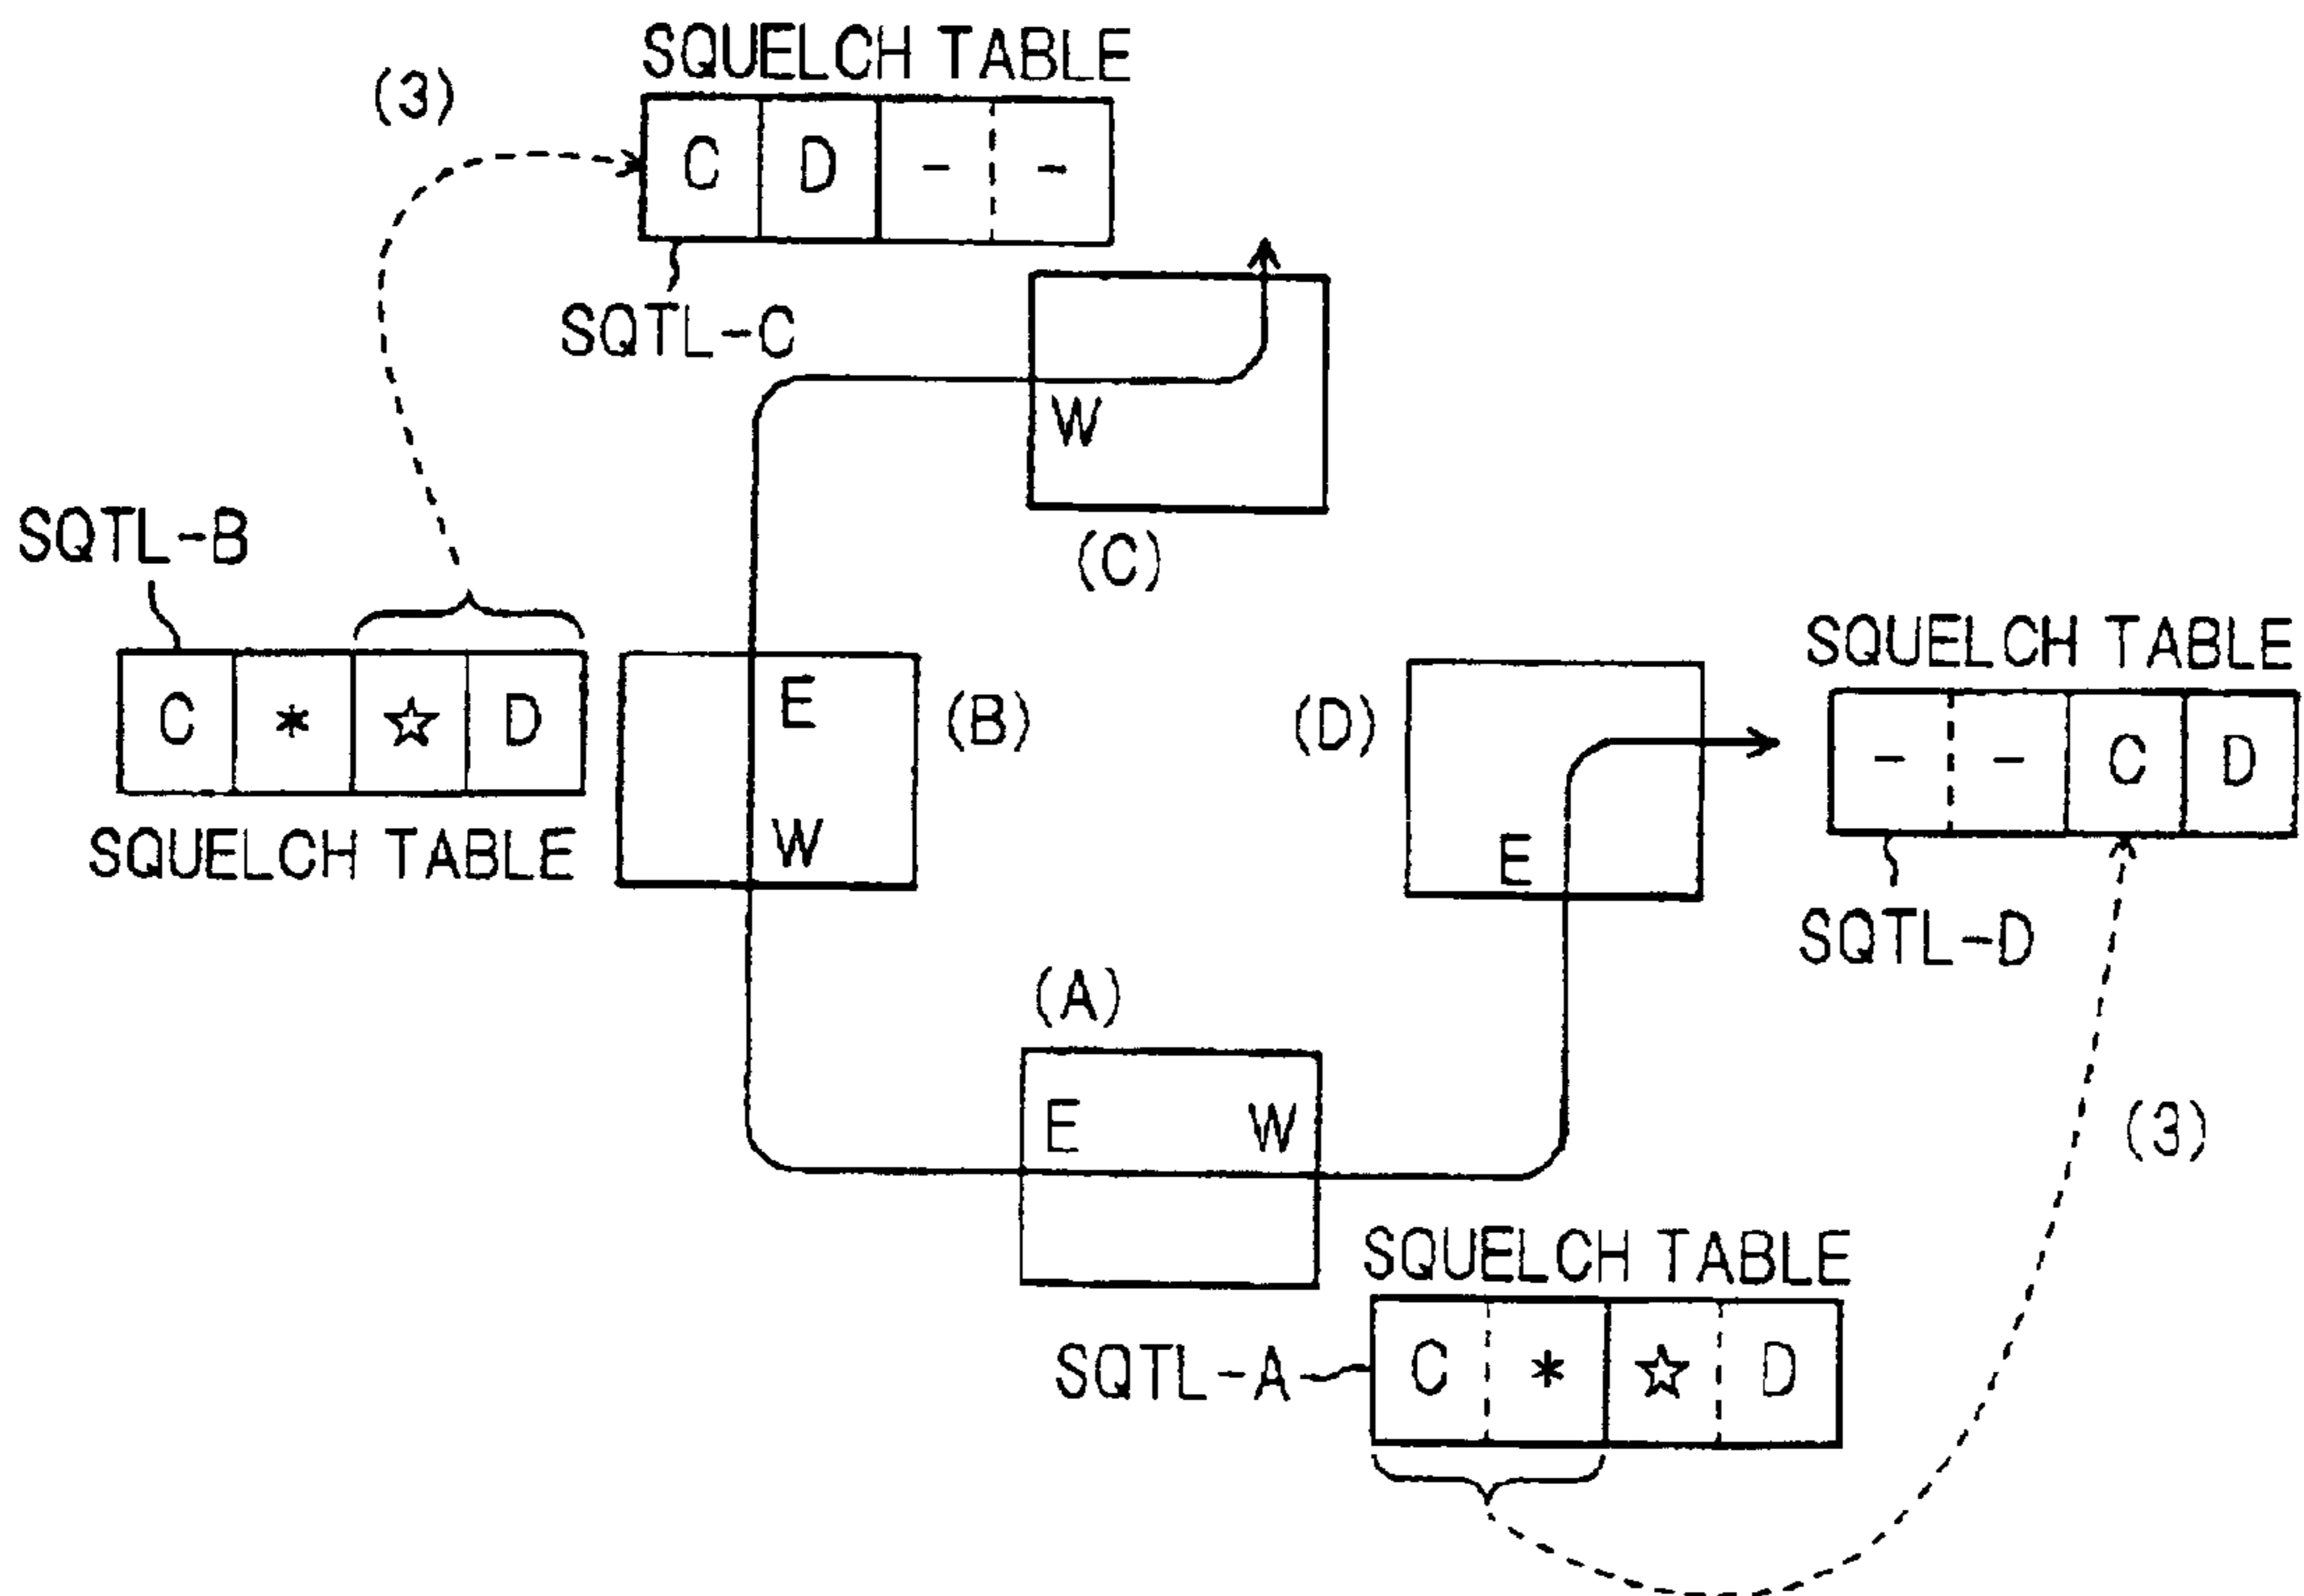 SQUELCH TABLE
(3)
C D - -
SQTL-C
W
(C)
SQTL-B
C * ☆ D
SQUELCH TABLE
E
W
(B)
(D)
E
SQUELCH TABLE
- - C D
SQTL-D
(A)
E W
(3)
SQUELCH TABLE
SQTL-A
C * ☆ D